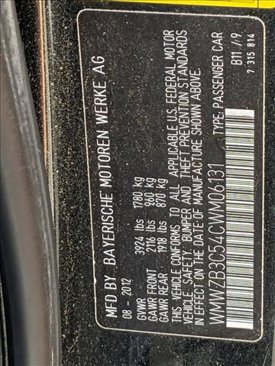 MFD BY BAYERISCHE MOTOREN WERKE AG
08 - 2012
GVWR 3924 lbs 1780 kg
GAWR FRONT 2116 lbs 960 kg
GAWR REAR 1918 lbs 870 kg
THIS VEHICLE CONFORMS TO ALL APPLICABLE U.S. FEDERAL MOTOR
VEHICLE SAFETY, BUMPER AND THEFT PREVENTION STANDARDS
IN EFFECT ON THE DATE OF MANUFACTURE SHOWN ABOVE.
WMWZB3C54CWM06131 TYPE: PASSENGER CAR
B11 / 9
7 315 814